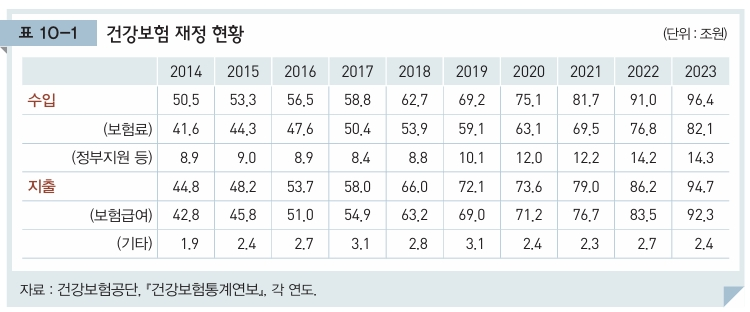 표 10-1 건강보험 재정 현황 (단위 : 조원)
2014 2015 2016 2017 2018 2019 2020 2021 2022 2023
수입 50.5 53.3 56.5 58.8 62.7 69.2 75.1 81.7 91.0 96.4
(보험료) 41.6 44.3 47.6 50.4 53.9 59.1 63.1 69.5 76.8 82.1
(정부지원 등) 8.9 9.0 8.9 8.4 8.8 10.1 12.0 12.2 14.2 14.3
지출 44.8 48.2 53.7 58.0 66.0 72.1 73.6 79.0 86.2 94.7
(보험급여) 42.8 45.8 51.0 54.9 63.2 69.0 71.2 76.7 83.5 92.3
(기타) 1.9 2.4 2.7 3.1 2.8 3.1 2.4 2.3 2.7 2.4
자료 : 건강보험공단, 『건강보험통계연보』, 각 연도.